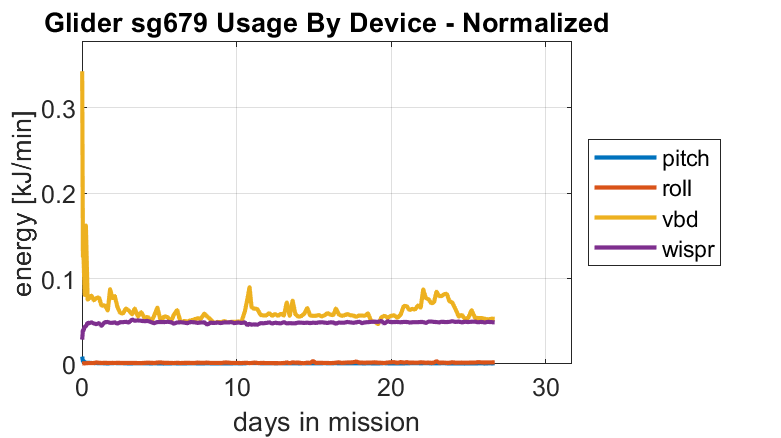 Glider sg679 Usage By Device - Normalized
energy [kJ/min]
0.3
0.2
0.1
0
0
10
20
30
days in mission
pitch
roll
vbd
wispr